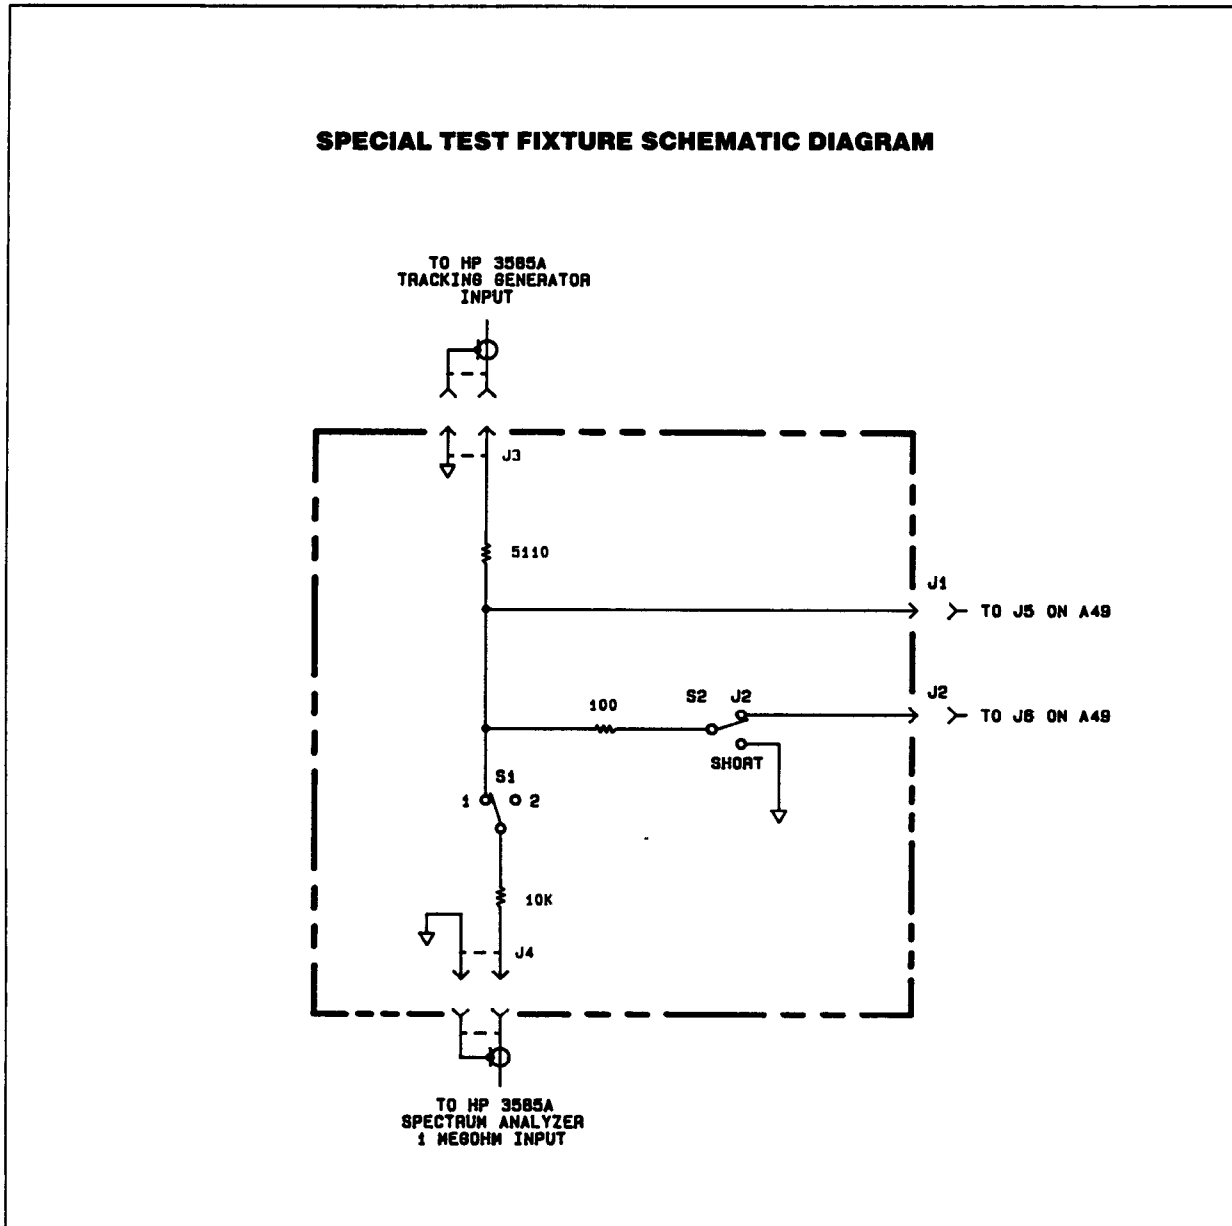 SPECIAL TEST FIXTURE SCHEMATIC DIAGRAM
TO HP 3585A
TRACKING GENERATOR
INPUT
J3
5110
J1
TO J5 ON A49
100
S2 J2
J2
TO J6 ON A49
SHORT
S1
1 2
10K
J4
TO HP 3585A
SPECTRUM ANALYZER
1 MEGOHM INPUT